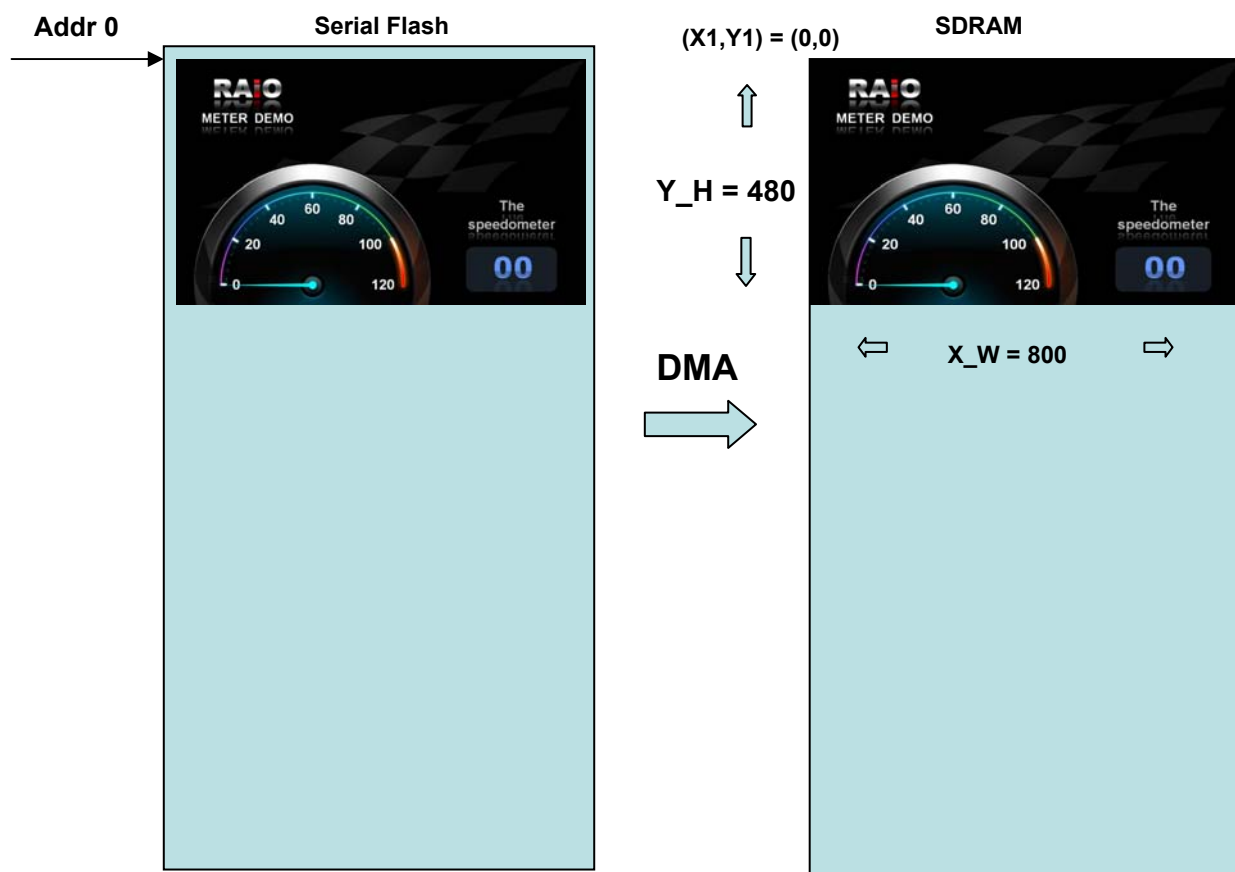 Addr 0
Serial Flash
RAiO
METER DEMO
0
20
40
60
80
100
120
The
speedometer
00
(X1,Y1) = (0,0)
Y_H = 480
DMA
SDRAM
RAiO
METER DEMO
0
20
40
60
80
100
120
The
speedometer
00
X_W = 800